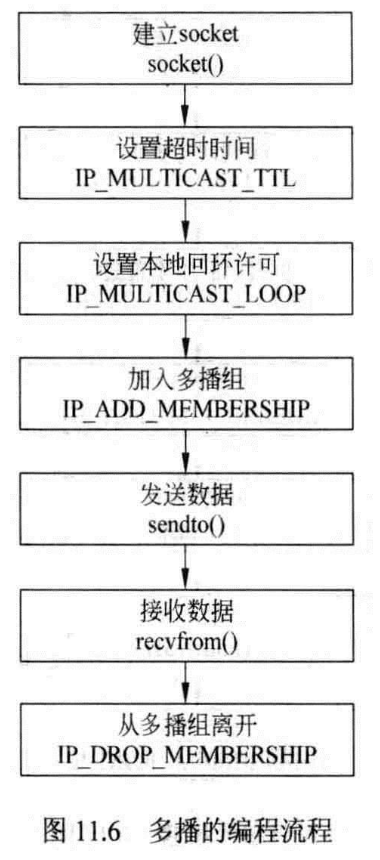 建立socket
socket()
设置超时时间
IP_MULTICAST_TTL
设置本地回环许可
IP_MULTICAST_LOOP
加入多播组
IP_ADD_MEMBERSHIP
发送数据
sendto()
接收数据
recvfrom()
从多播组离开
IP_DROP_MEMBERSHIP
图 11.6 多播的编程流程